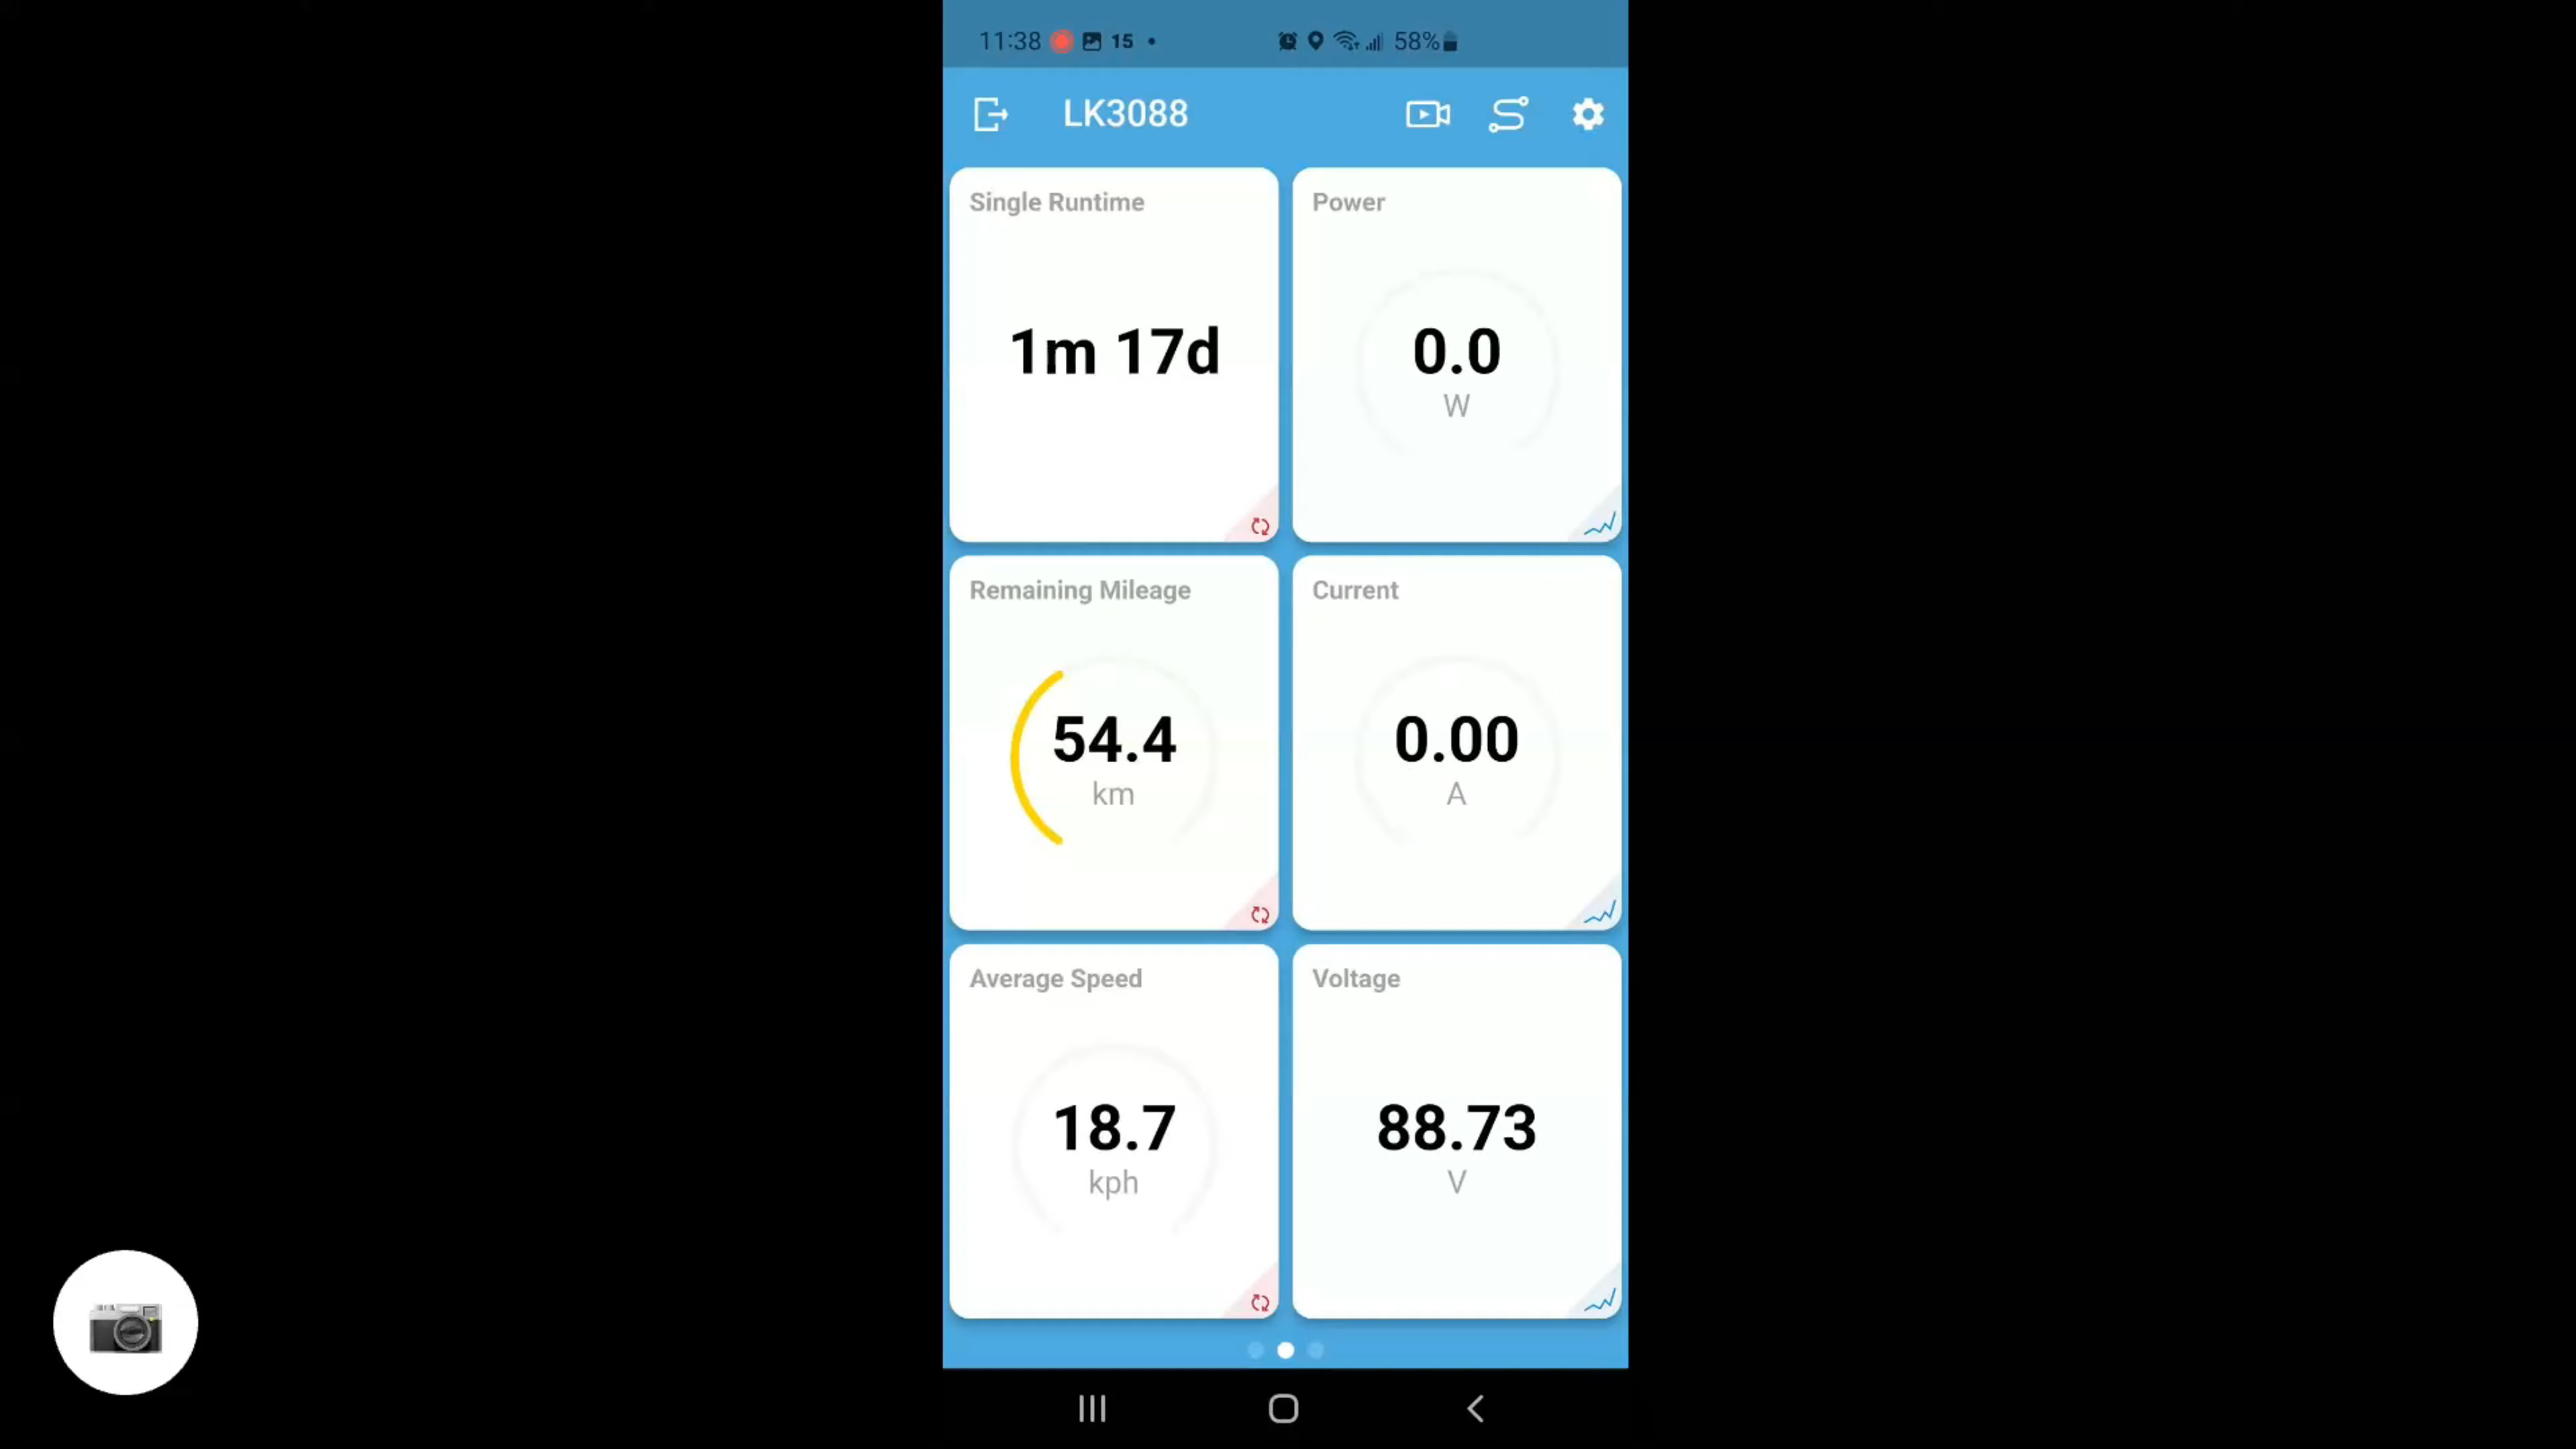 11:38 15 58%
LK3088
Single Runtime
1m 17d
Power
0.0
W
Remaining Mileage
54.4
km
Current
0.00
A
Average Speed
18.7
kph
Voltage
88.73
V